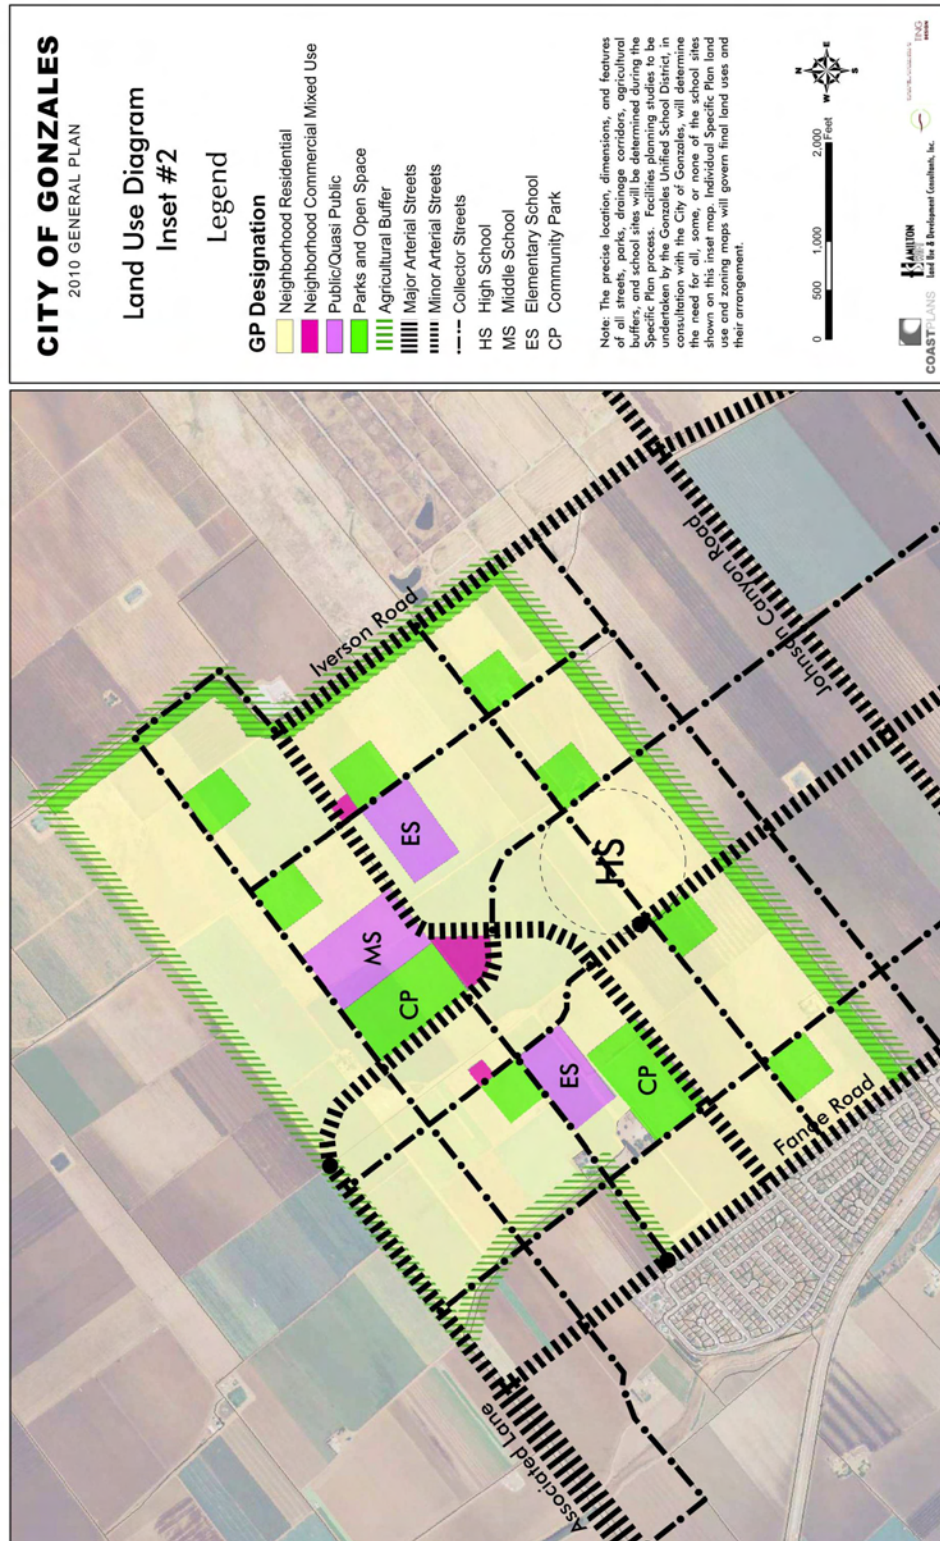 CITY OF GONZALES
2010 GENERAL PLAN
Land Use Diagram
Inset #2
Legend
GP Designation
Neighborhood Residential
Neighborhood Commercial Mixed Use
Public/Quasi Public
Parks and Open Space
Agricultural Buffer
Major Arterial Streets
Minor Arterial Streets
Collector Streets
HS High School
MS Middle School
ES Elementary School
CP Community Park
Note: The precise location, dimensions, and features
of all streets, parks, drainage corridors, agricultural
buffers, and school sites will be determined during the
Specific Plan process. Facilities planning studies to be
undertaken by the Gonzales Unified School District, in
consultation with the City of Gonzales, will determine
the need for all, some, or none of the school sites
shown on this inset map. Individual Specific Plan land
use and zoning maps will govern final land uses and
their arrangement.
0 500 1,000 2,000
Feet
N
W E
S
COASTPLANS
HAMILTON
Land Use & Development Consultants, Inc.
TING
DESIGN
Iverson Road
Johnson Canyon Road
Fanoe Road
Associated Lane
ES
MS
CP
HS
ES
CP